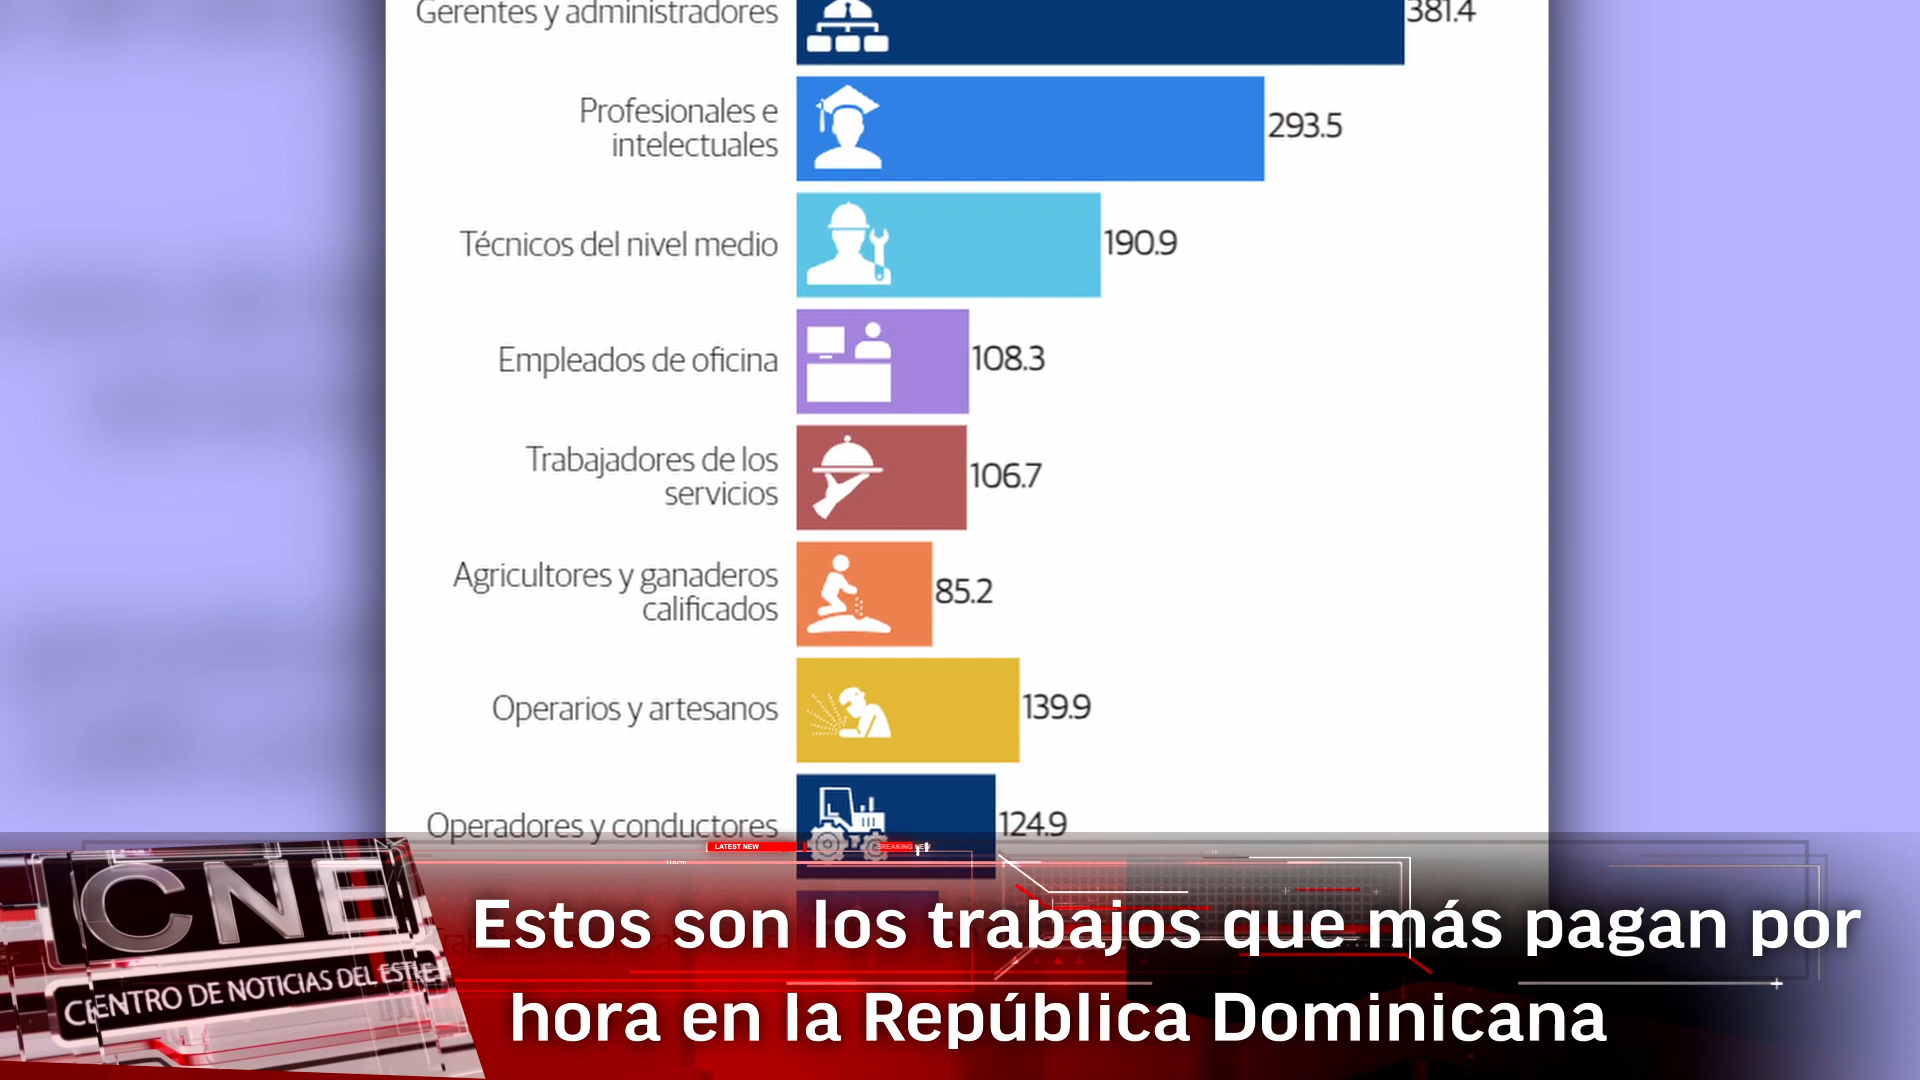 Gerentes y administradores
381.4
Profesionales e
intelectuales
293.5
Técnicos del nivel medio
190.9
Empleados de oficina
108.3
Trabajadores de los
servicios
106.7
Agricultores y ganaderos
calificados
85.2
Operarios y artesanos
139.9
Operadores y conductores
124.9
LATEST NEW
BREAKING NEW
CNE
CENTRO DE NOTICIAS DEL ESTE
Estos son los trabajos que más pagan por
hora en la República Dominicana